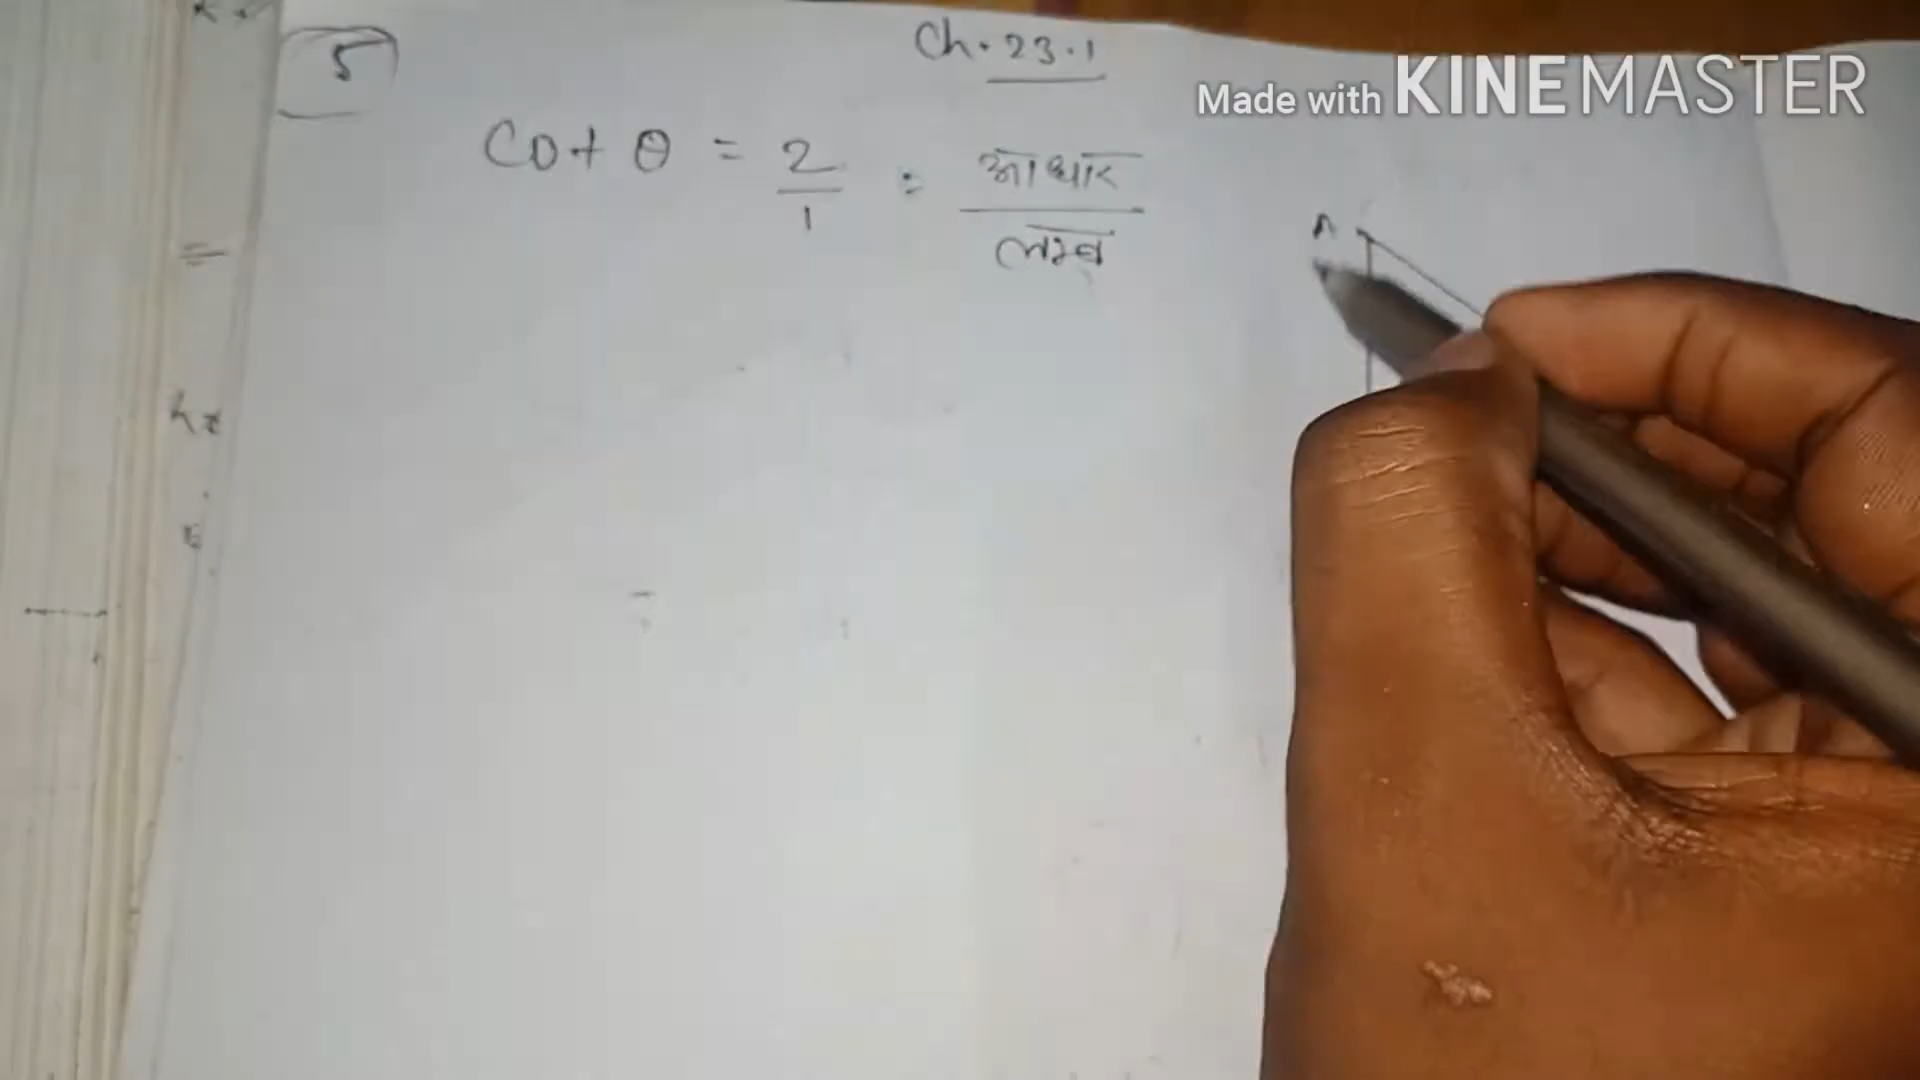 Ch. 23.1
Made with KINEMASTER
5
Cot θ = 2/1 = आधार/लम्ब
A